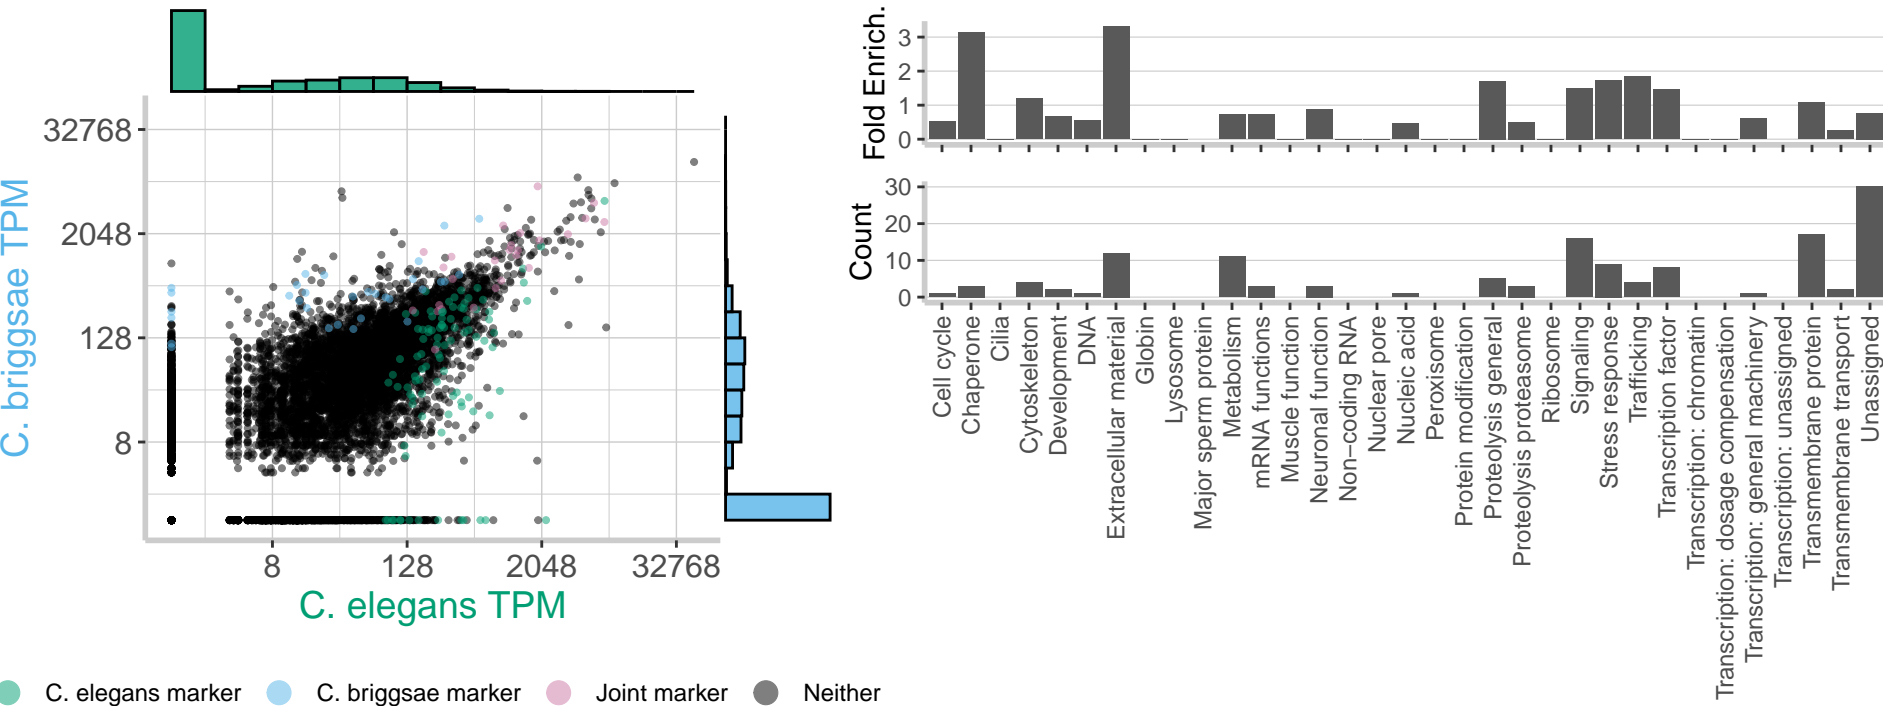 32768
2048
128
8
C. briggsae TPM
8
128
2048
32768
C. elegans TPM
C. elegans marker
C. briggsae marker
Joint marker
Neither
Fold Enrich.
3
2
1
0
Count
30
20
10
0
Cell cycle
Chaperone
Cilia
Cytoskeleton
Development
DNA
Extracellular material
Globin
Lysosome
Major sperm protein
Metabolism
mRNA functions
Muscle function
Neuronal function
Non−coding RNA
Nuclear pore
Nucleic acid
Peroxisome
Protein modification
Proteolysis general
Proteolysis proteasome
Ribosome
Signaling
Stress response
Trafficking
Transcription factor
Transcription: chromatin
Transcription: dosage compensation
Transcription: general machinery
Transcription: unassigned
Transmembrane protein
Transmembrane transport
Unassigned